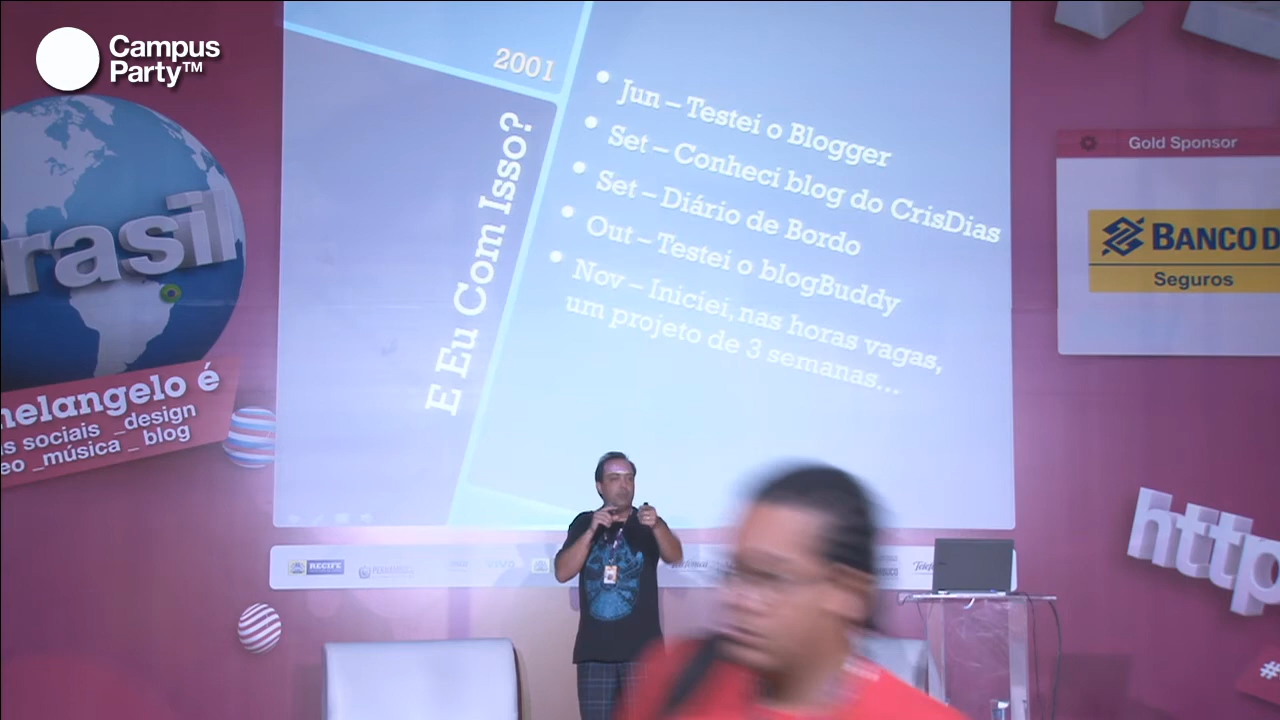 Campus
Party™
2001
E Eu Com Isso?
Jun – Testei o Blogger
Set – Conheci blog do CrisDias
Set – Diário de Bordo
Out – Testei o blogBuddy
Nov – Iniciei, nas horas vagas,
um projeto de 3 semanas...
Gold Sponsor
BANCO D
Seguros
rasil
helangelo é
s sociais _design
eo _música _ blog
RECIFE
vivo
http
#